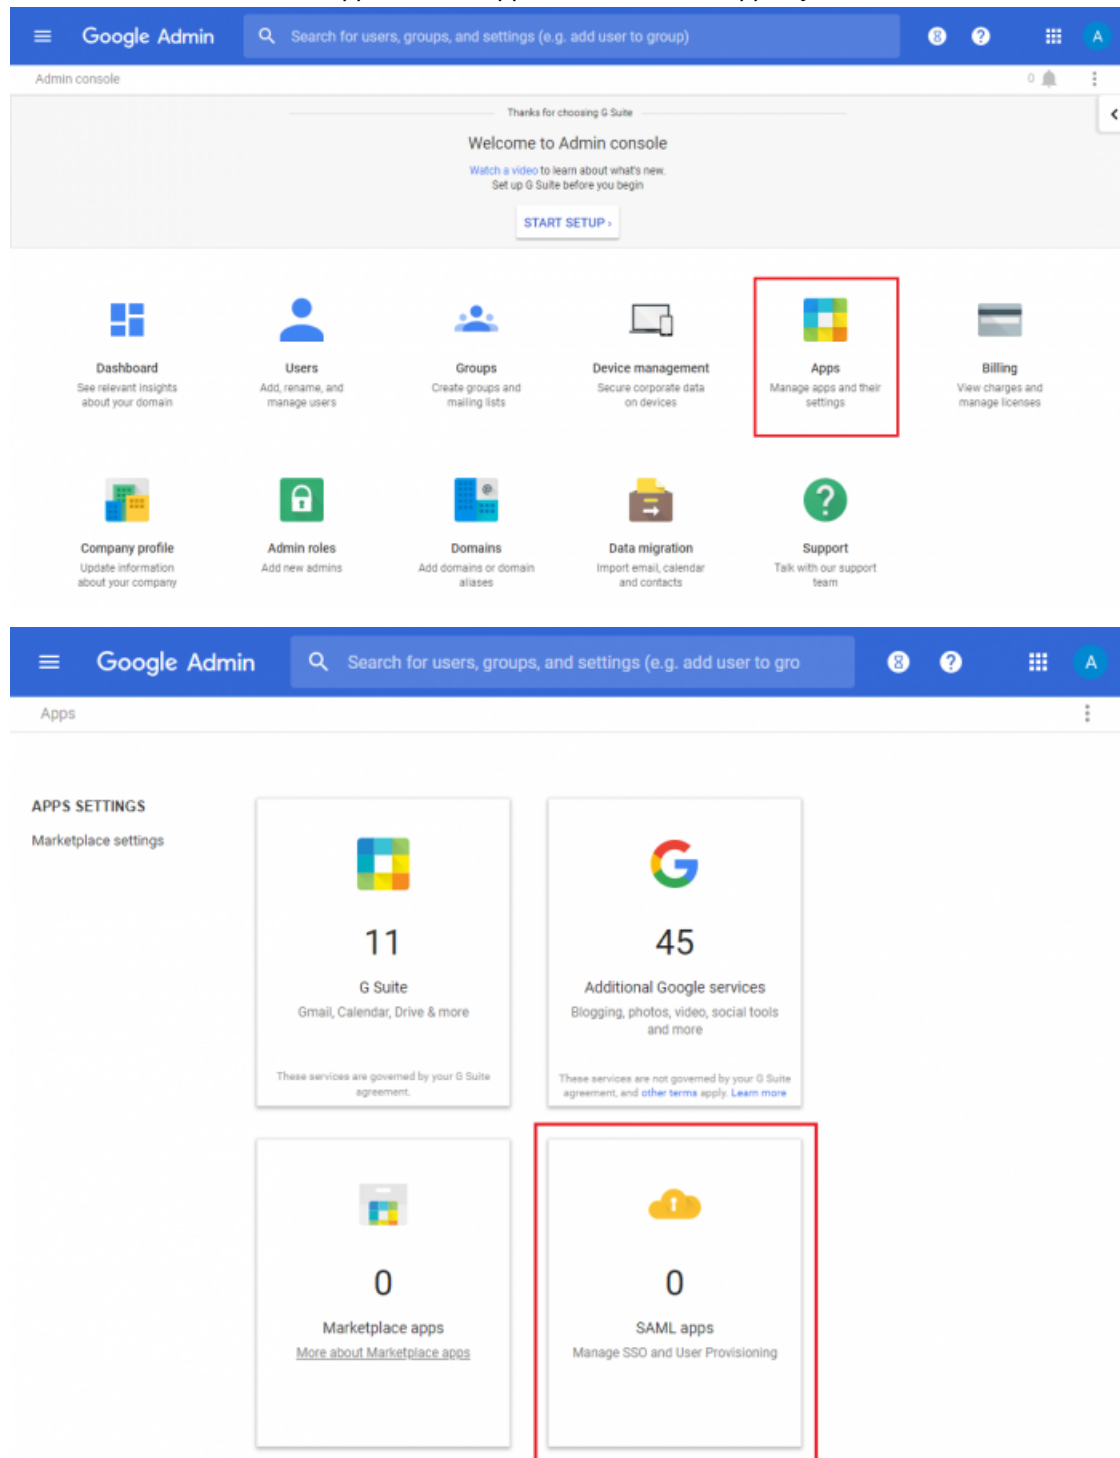 Google Admin
Search for users, groups, and settings (e.g. add user to group)
8
?
A
Admin console
0
Thanks for choosing G Suite
Welcome to Admin console
Watch a video to learn about what's new.
Set up G Suite before you begin
START SETUP ›
Dashboard
See relevant insights
about your domain
Users
Add, rename, and
manage users
Groups
Create groups and
mailing lists
Device management
Secure corporate data
on devices
Apps
Manage apps and their
settings
Billing
View charges and
manage licenses
Company profile
Update information
about your company
Admin roles
Add new admins
Domains
Add domains or domain
aliases
Data migration
Import email, calendar
and contacts
?
Support
Talk with our support
team
Google Admin
Search for users, groups, and settings (e.g. add user to gro
8
?
A
Apps
APPS SETTINGS
Marketplace settings
11
G Suite
Gmail, Calendar, Drive & more
These services are governed by your G Suite
agreement.
45
Additional Google services
Blogging, photos, video, social tools
and more
These services are not governed by your G Suite
agreement, and other terms apply. Learn more
0
Marketplace apps
More about Marketplace apps
0
SAML apps
Manage SSO and User Provisioning